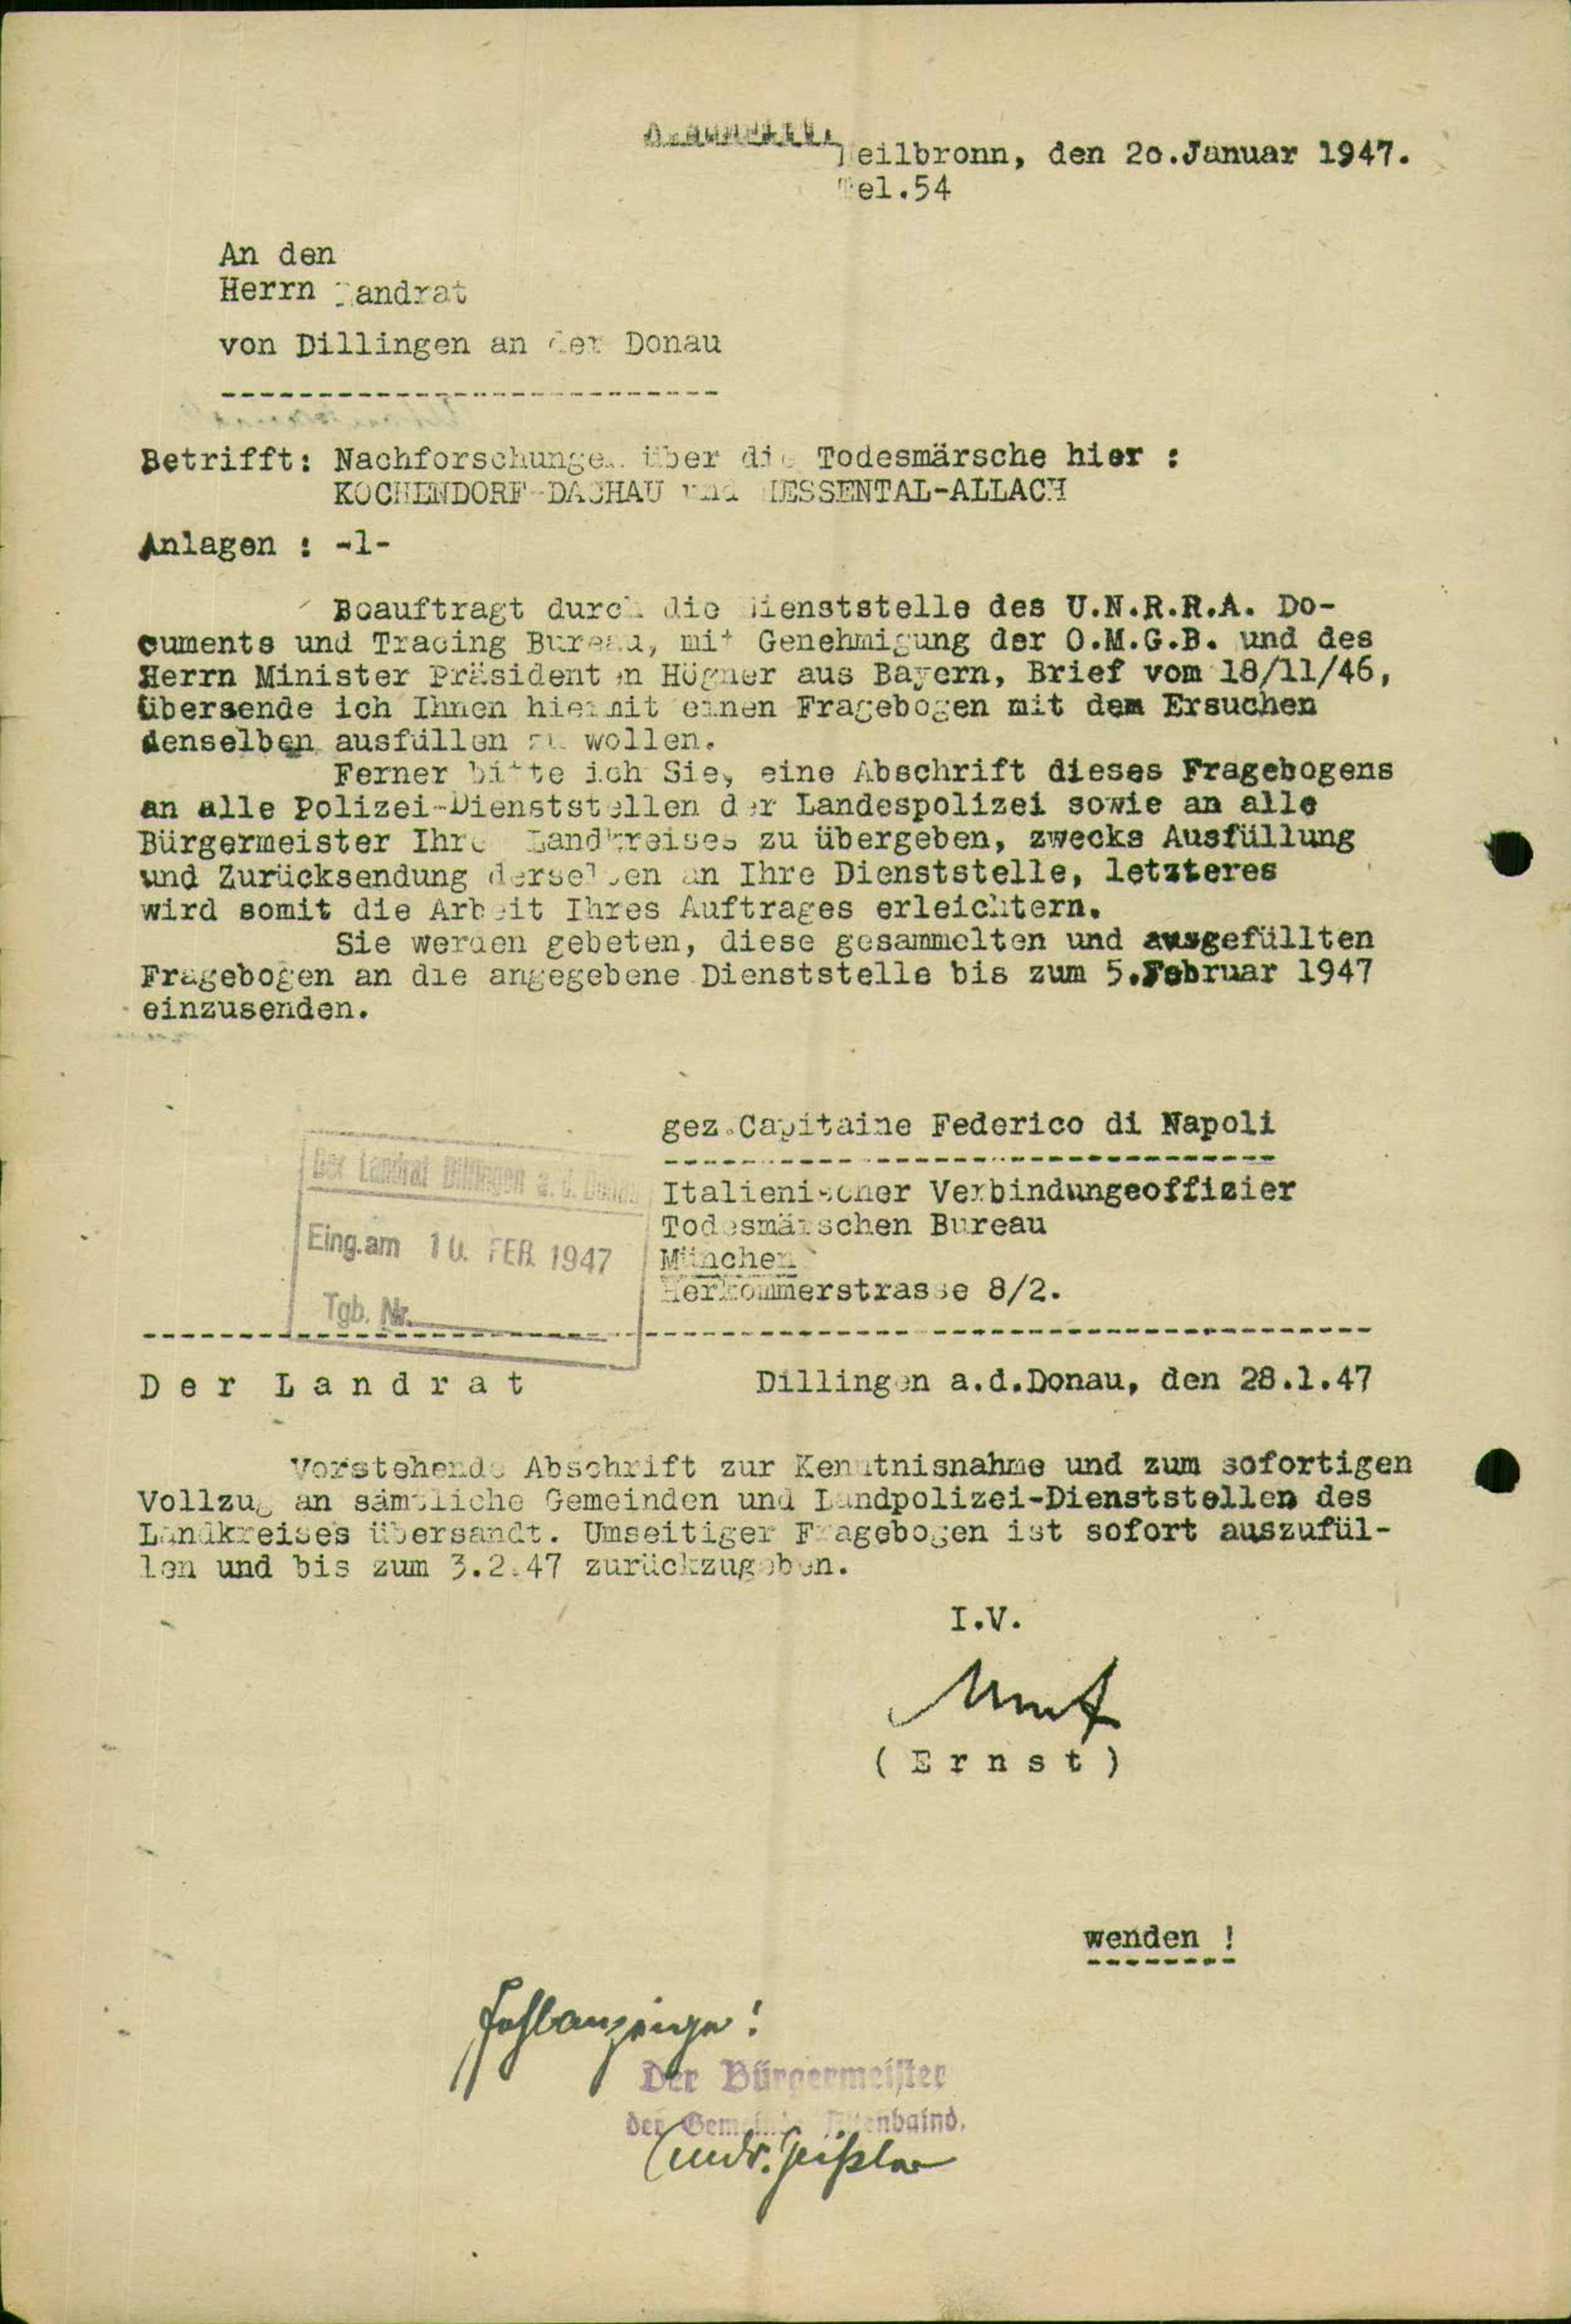 Heilbronn, den 20.Januar 1947.
Tel.54
An den
Herrn Landrat
von Dillingen an der Donau
Betrifft: Nachforschungen über die Todesmärsche hier :
KOCHENDORF-DACHAU und HESSENTAL-ALLACH
Anlagen : -1-
Beauftragt durch die Dienststelle des U.N.R.R.A. Do-
cuments und Tracing Bureau, mit Genehmigung der O.M.G.B. und des
Herrn Minister Präsidenten Högner aus Bayern, Brief vom 18/11/46,
übersende ich Ihnen hiermit einen Fragebogen mit dem Ersuchen
denselben ausfüllen zu wollen.
Ferner bitte ich Sie, eine Abschrift dieses Fragebogens
an alle Polizei-Dienststellen der Landespolizei sowie an alle
Bürgermeister Ihres Landkreises zu übergeben, zwecks Ausfüllung
und Zurücksendung derselben an Ihre Dienststelle, letzteres
wird somit die Arbeit Ihres Auftrages erleichtern.
Sie werden gebeten, diese gesammelten und ausgefüllten
Fragebogen an die angegebene Dienststelle bis zum 5.Februar 1947
einzusenden.
gez.Capitaine Federico di Napoli
Italienischer Verbindungeoffizier
Todesmärschen Bureau
München
Herkommerstrasse 8/2.
Der Landrat Dillingen a.d. Donau
Eing.am 10. FEB. 1947
Tgb. Nr.
Der Landrat Dillingen a.d.Donau, den 28.1.47
Vorstehende Abschrift zur Kenntnisnahme und zum sofortigen
Vollzug an sämtliche Gemeinden und Landpolizei-Dienststellen des
Landkreises übersandt. Umseitiger Fragebogen ist sofort auszufül-
len und bis zum 3.2.47 zurückzugeben.
I.V.
Ernst
(Ernst)
wenden !
Fehlanzeige!
Der Bürgermeister
der Gemeinde